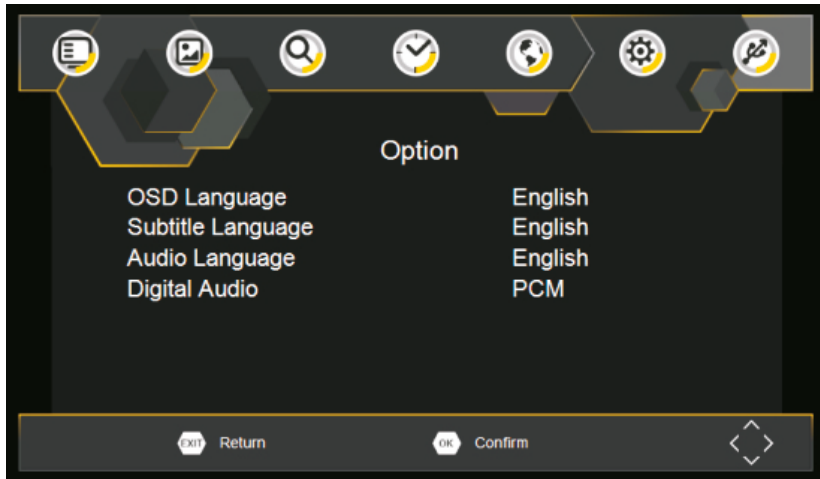 Option
OSD Language English
Subtitle Language English
Audio Language English
Digital Audio PCM
EXIT Return OK Confirm